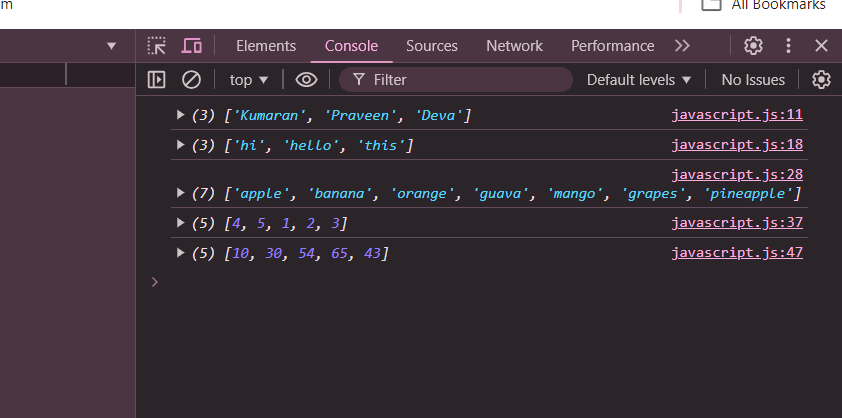 m All Bookmarks
Elements Console Sources Network Performance
top Filter Default levels No Issues
(3) ['Kumaran', 'Praveen', 'Deva'] javascript.js:11
(3) ['hi', 'hello', 'this'] javascript.js:18
javascript.js:28
(7) ['apple', 'banana', 'orange', 'guava', 'mango', 'grapes', 'pineapple']
(5) [4, 5, 1, 2, 3] javascript.js:37
(5) [10, 30, 54, 65, 43] javascript.js:47